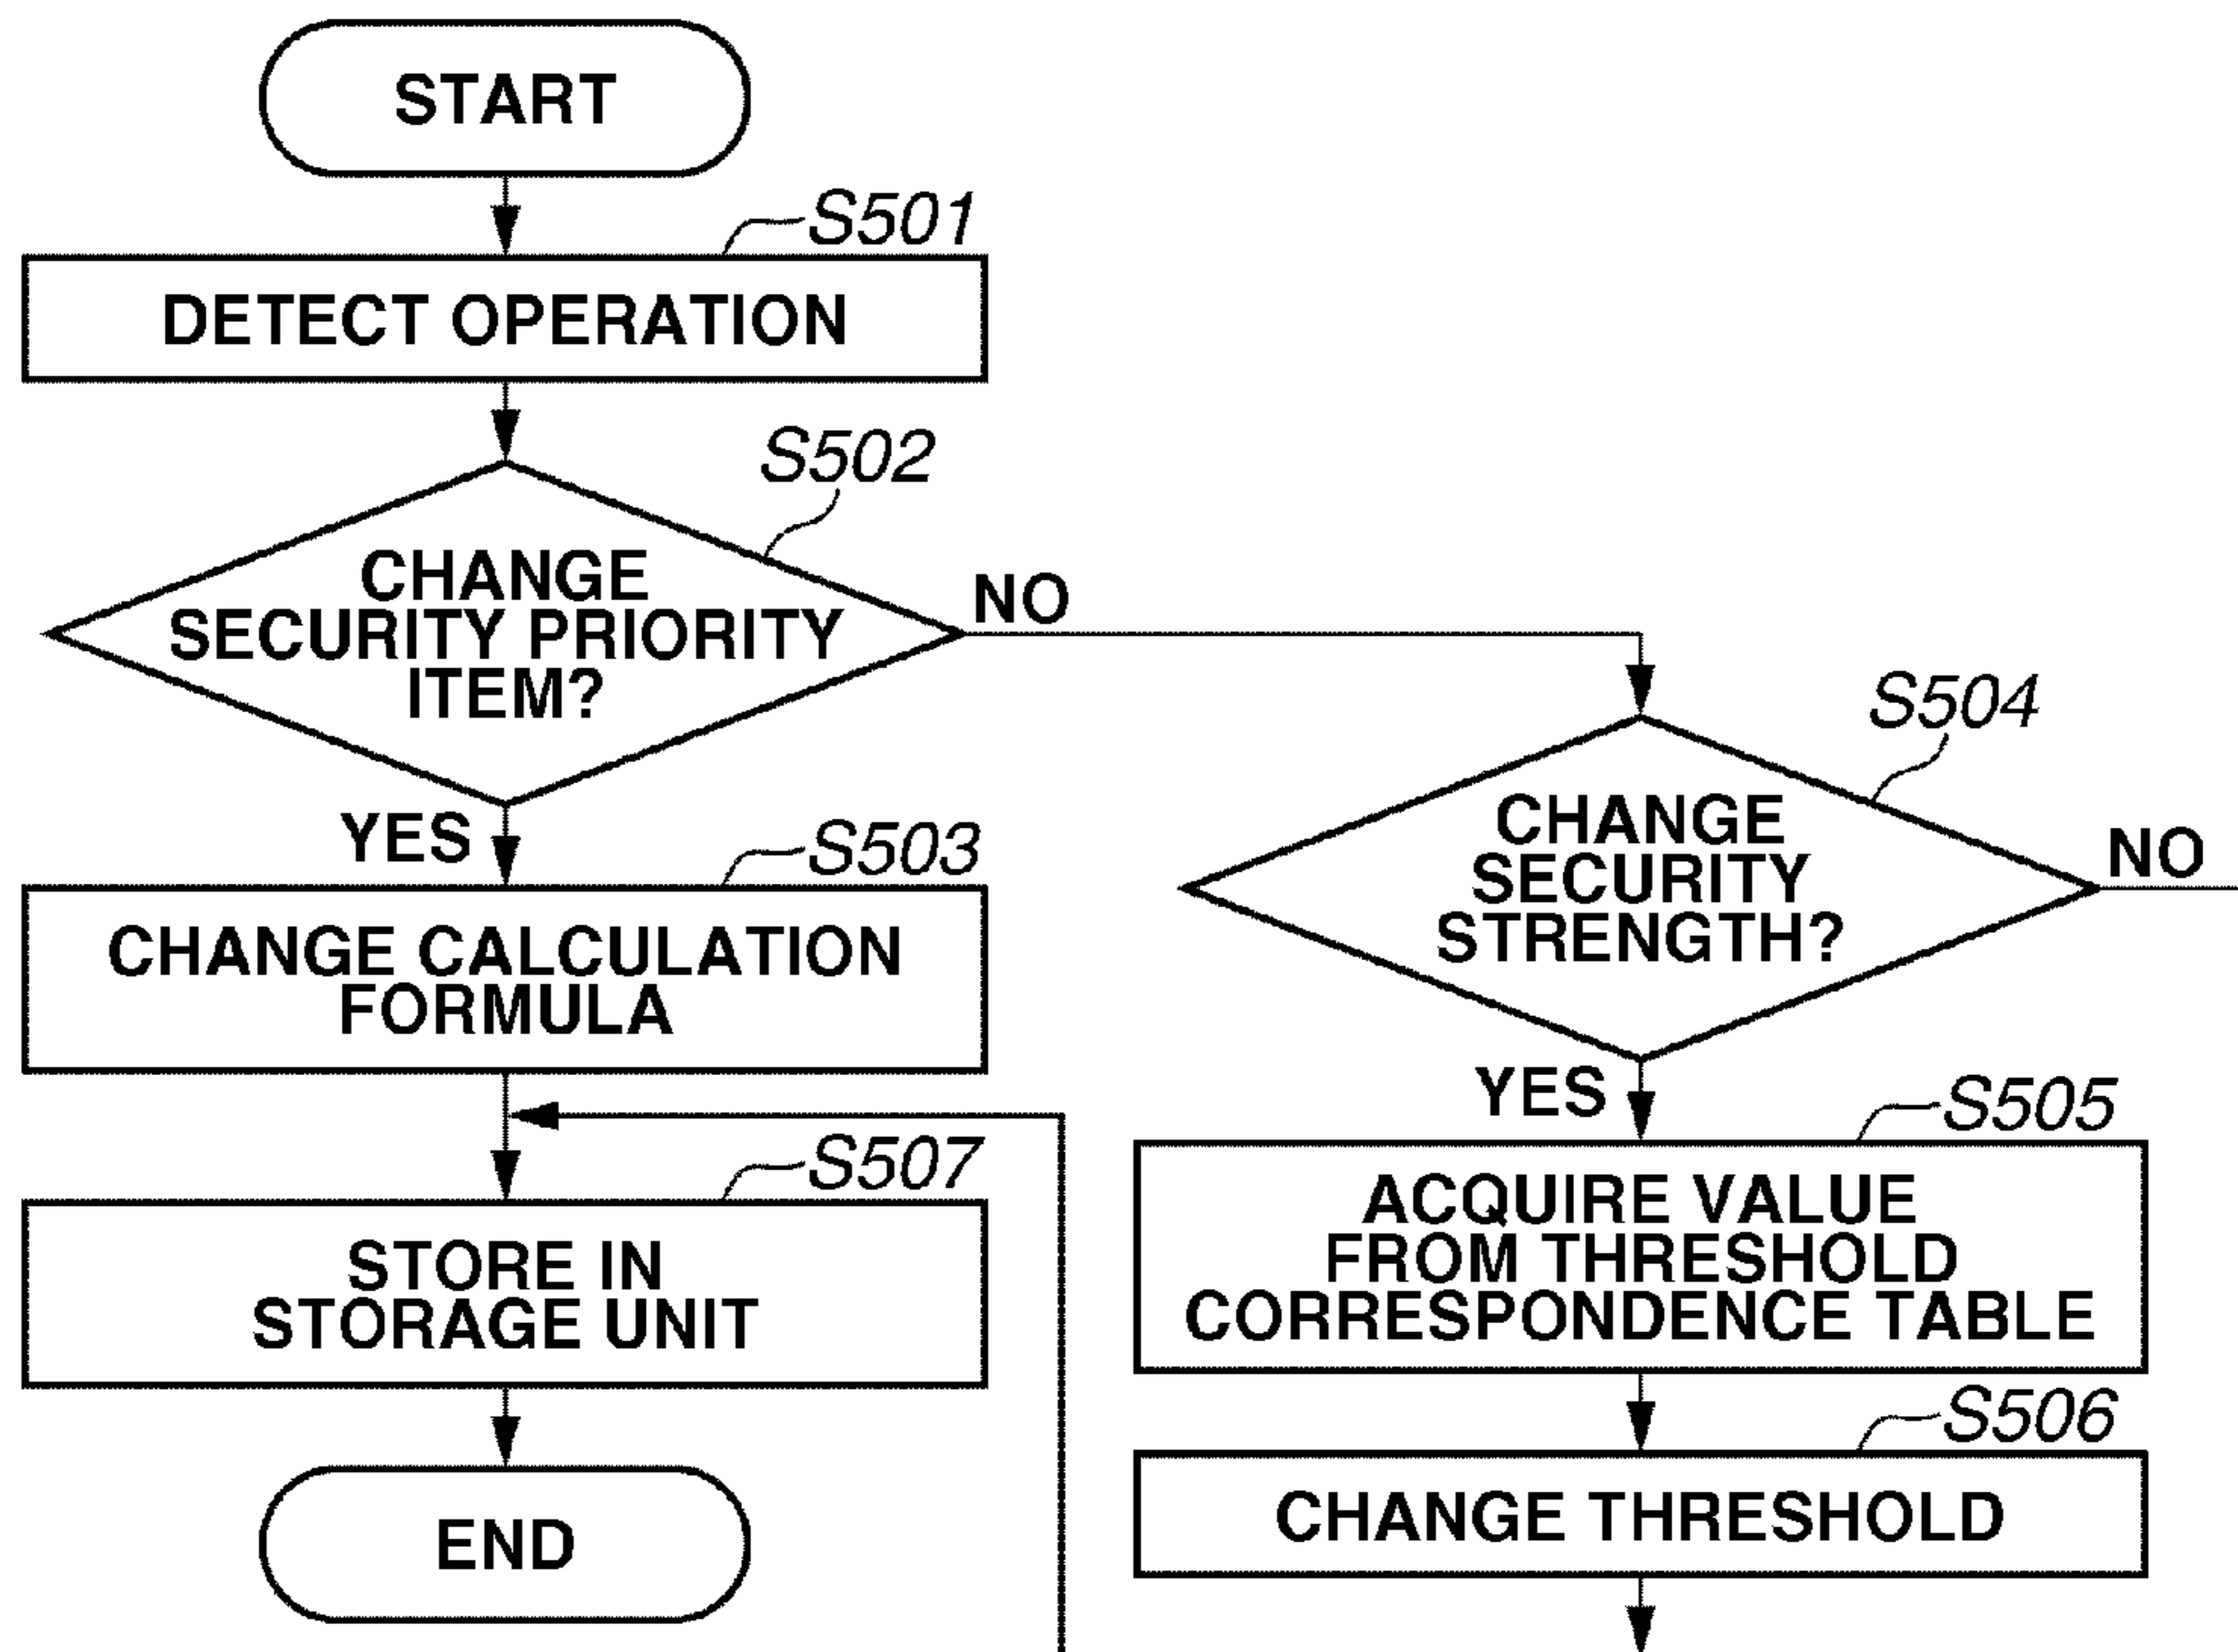 START
S501
DETECT OPERATION
S502
CHANGE
SECURITY PRIORITY
ITEM?
NO
YES
S503
CHANGE CALCULATION
FORMULA
S507
STORE IN
STORAGE UNIT
END
S504
CHANGE
SECURITY
STRENGTH?
NO
YES
S505
ACQUIRE VALUE
FROM THRESHOLD
CORRESPONDENCE TABLE
S506
CHANGE THRESHOLD